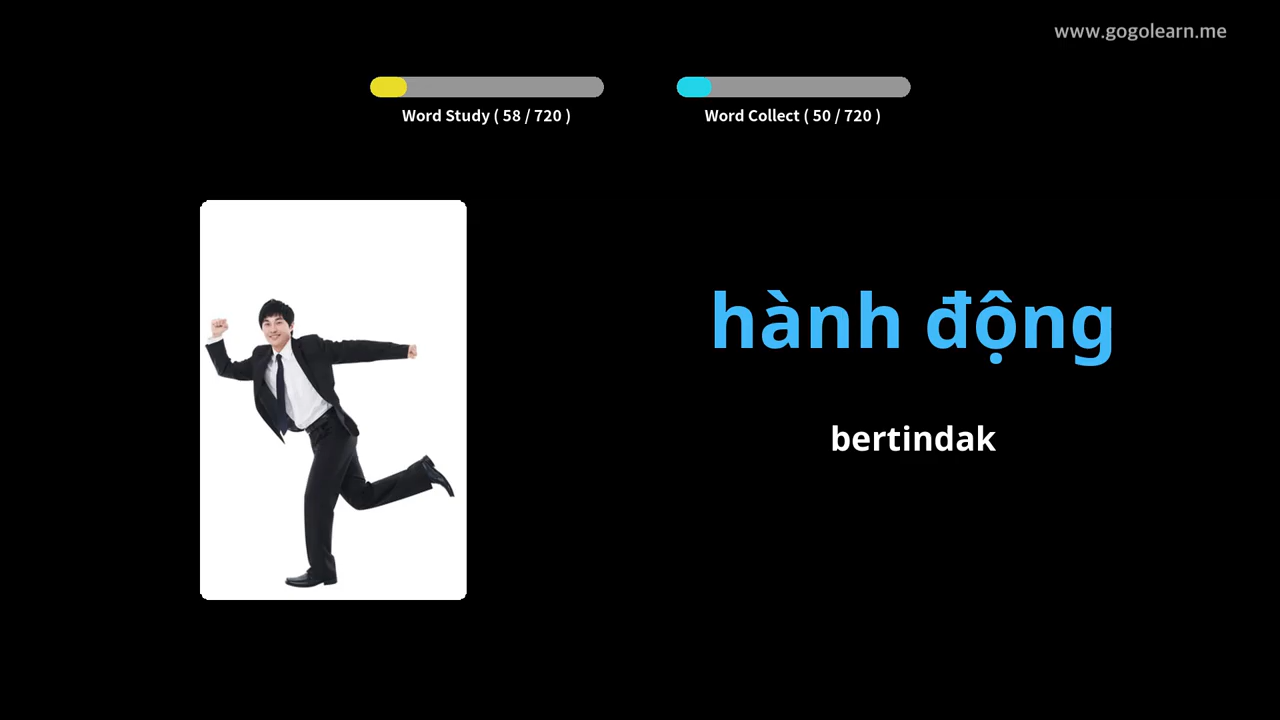 www.gogolearn.me
Word Study ( 58 / 720 )
Word Collect ( 50 / 720 )
hành động
bertindak